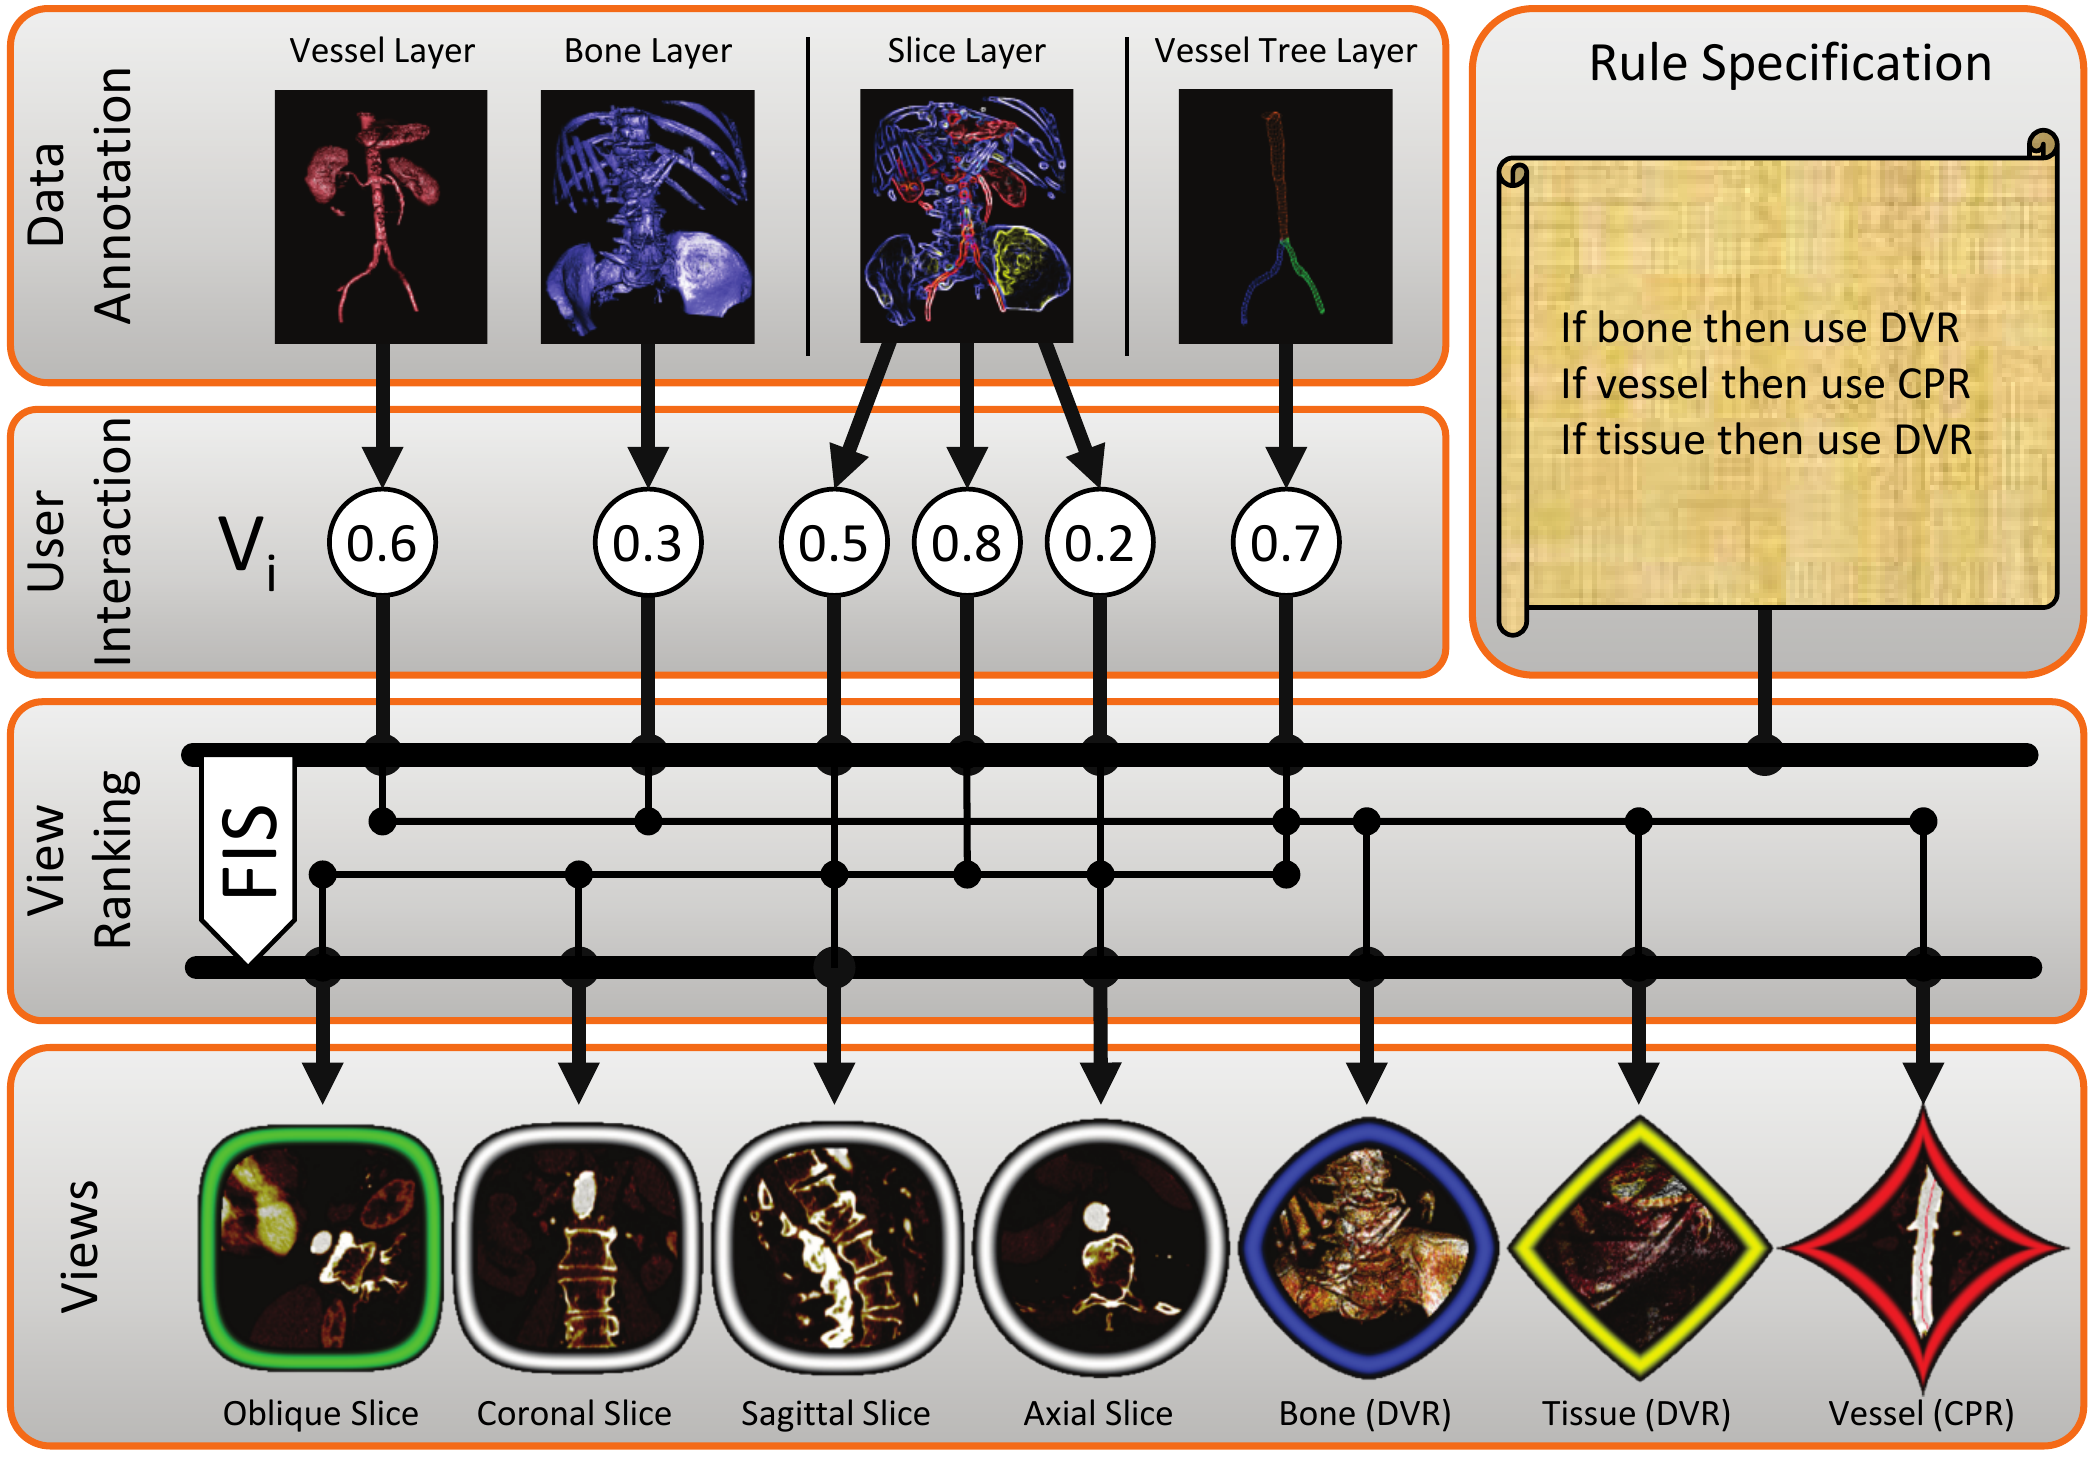 Data
Annotation
Vessel Layer
Bone Layer
Slice Layer
Vessel Tree Layer
Rule Specification
If bone then use DVR
If vessel then use CPR
If tissue then use DVR
User
Interaction
Vi
0.6
0.3
0.5
0.8
0.2
0.7
View
Ranking
FIS
Views
Oblique Slice
Coronal Slice
Sagittal Slice
Axial Slice
Bone (DVR)
Tissue (DVR)
Vessel (CPR)